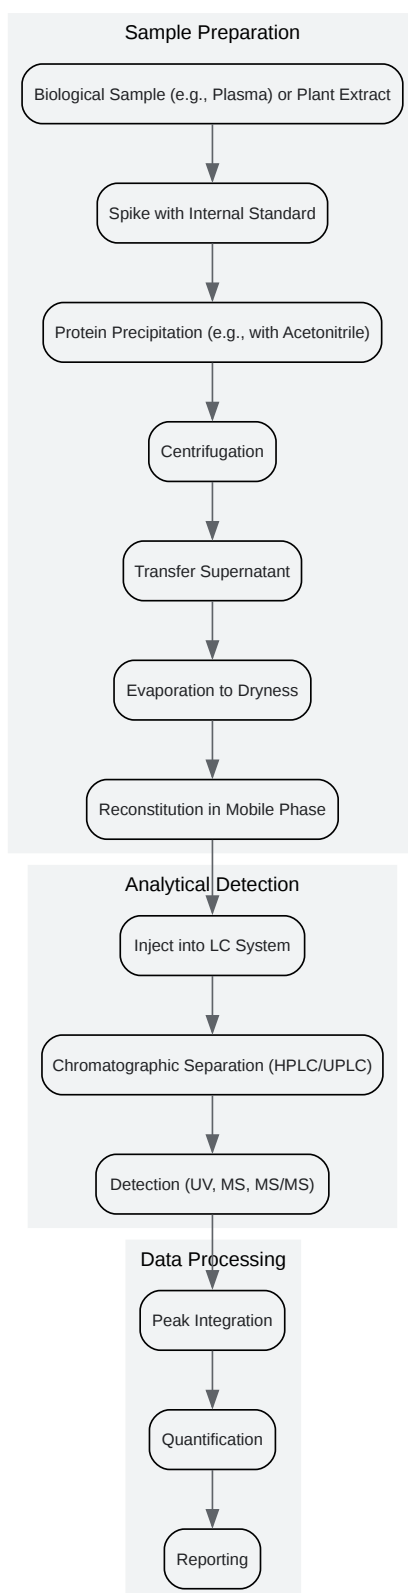 Sample Preparation
Biological Sample (e.g., Plasma) or Plant Extract
Spike with Internal Standard
Protein Precipitation (e.g., with Acetonitrile)
Centrifugation
Transfer Supernatant
Evaporation to Dryness
Reconstitution in Mobile Phase
Analytical Detection
Inject into LC System
Chromatographic Separation (HPLC/UPLC)
Detection (UV, MS, MS/MS)
Data Processing
Peak Integration
Quantification
Reporting